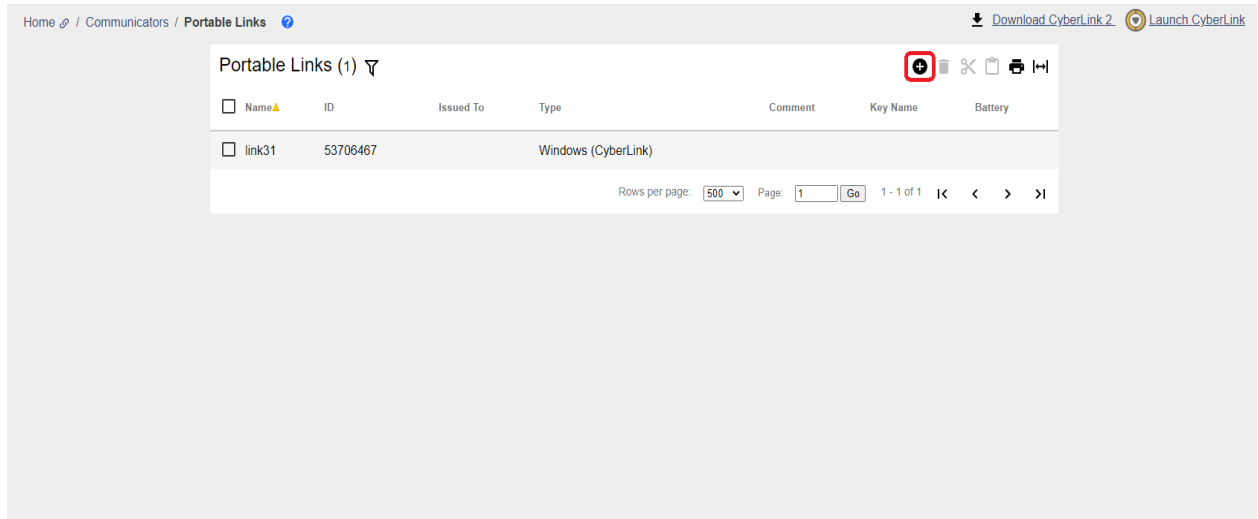 Home / Communicators / Portable Links
Download CyberLink 2 Launch CyberLink
Portable Links (1)
Name ID Issued To Type Comment Key Name Battery
link31 53706467 Windows (CyberLink)
Rows per page: 500 Page: 1 Go 1 - 1 of 1